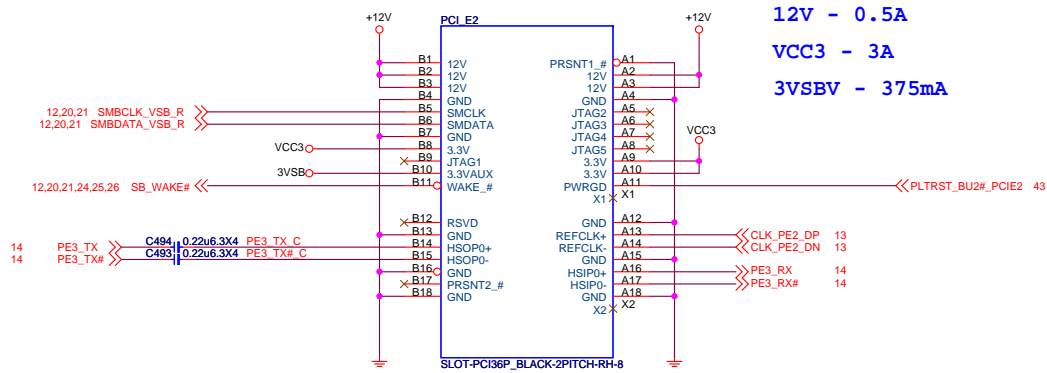 12V - 0.5A
VCC3 - 3A
3VSBV - 375mA
+12V
PCI_E2
+12V
B1 12V
B2 12V
B3 12V
B4 GND
12,20,21 SMBCLK_VSB_R B5 SMCLK
12,20,21 SMBDATA_VSB_R B6 SMDATA
B7 GND
VCC3 B8 3.3V
B9 JTAG1
3VSB B10 3.3VAUX
12,20,21,24,25,26 SB_WAKE# B11 WAKE_#
B12 RSVD
B13 GND
14 PE3_TX C494 0.22u6.3X4 PE3_TX_C B14 HSOP0+
14 PE3_TX# C493 0.22u6.3X4 PE3_TX#_C B15 HSOP0-
B16 GND
B17 PRSNT2_#
B18 GND
PRSNT1_# A1
12V A2
12V A3
GND A4
JTAG2 A5
JTAG3 A6
JTAG4 A7
JTAG5 A8
VCC3
3.3V A9
3.3V A10
PWRGD A11 PLTRST_BU2#_PCIE2 43
X1 X1
GND A12
REFCLK+ A13 CLK_PE2_DP 13
REFCLK- A14 CLK_PE2_DN 13
GND A15
HSIP0+ A16 PE3_RX 14
HSIP0- A17 PE3_RX# 14
GND A18
X2 X2
SLOT-PCI36P_BLACK-2PITCH-RH-8